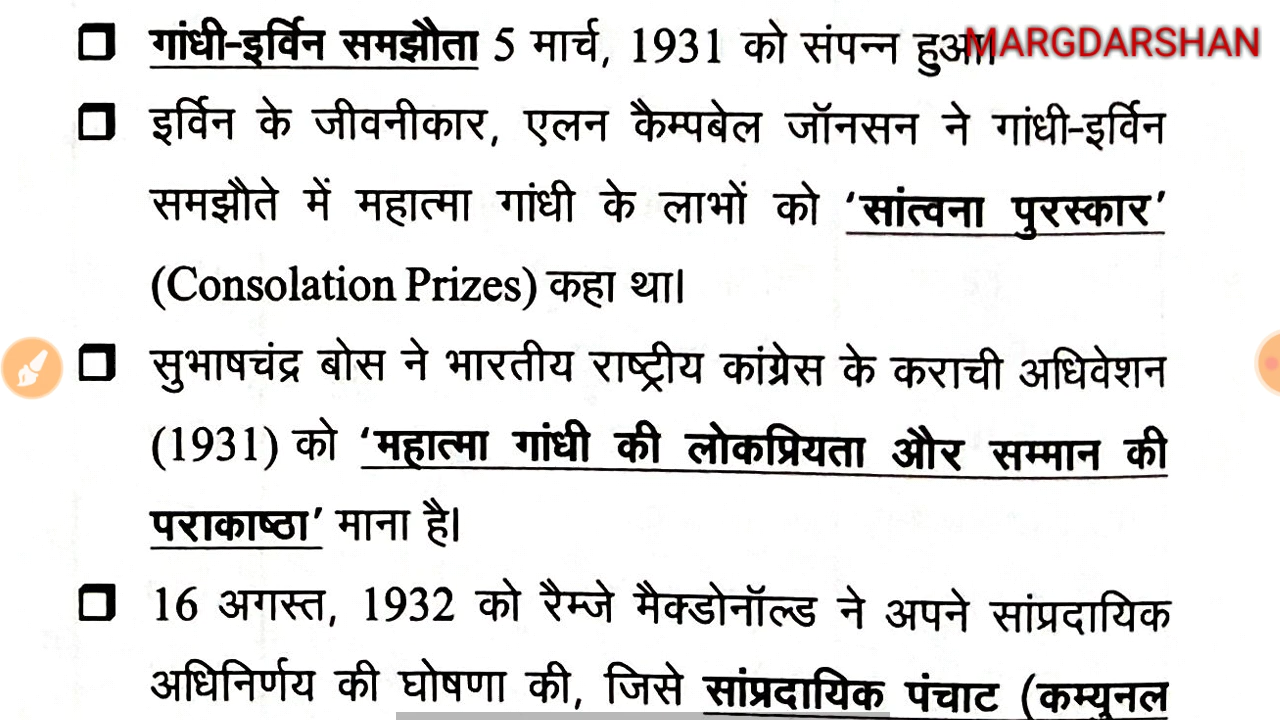 ❑ गांधी-इर्विन समझौता 5 मार्च, 1931 को संपन्न हुआ।
MARGDARSHAN
❑ इर्विन के जीवनीकार, एलन कैम्पबेल जॉनसन ने गांधी-इर्विन
समझौते में महात्मा गांधी के लाभों को ‘सांत्वना पुरस्कार’
(Consolation Prizes) कहा था।
❑ सुभाषचंद्र बोस ने भारतीय राष्ट्रीय कांग्रेस के कराची अधिवेशन
(1931) को ‘महात्मा गांधी की लोकप्रियता और सम्मान की
पराकाष्ठा’ माना है।
❑ 16 अगस्त, 1932 को रैम्जे मैक्डोनॉल्ड ने अपने सांप्रदायिक
अधिनिर्णय की घोषणा की, जिसे सांप्रदायिक पंचाट (कम्युनल